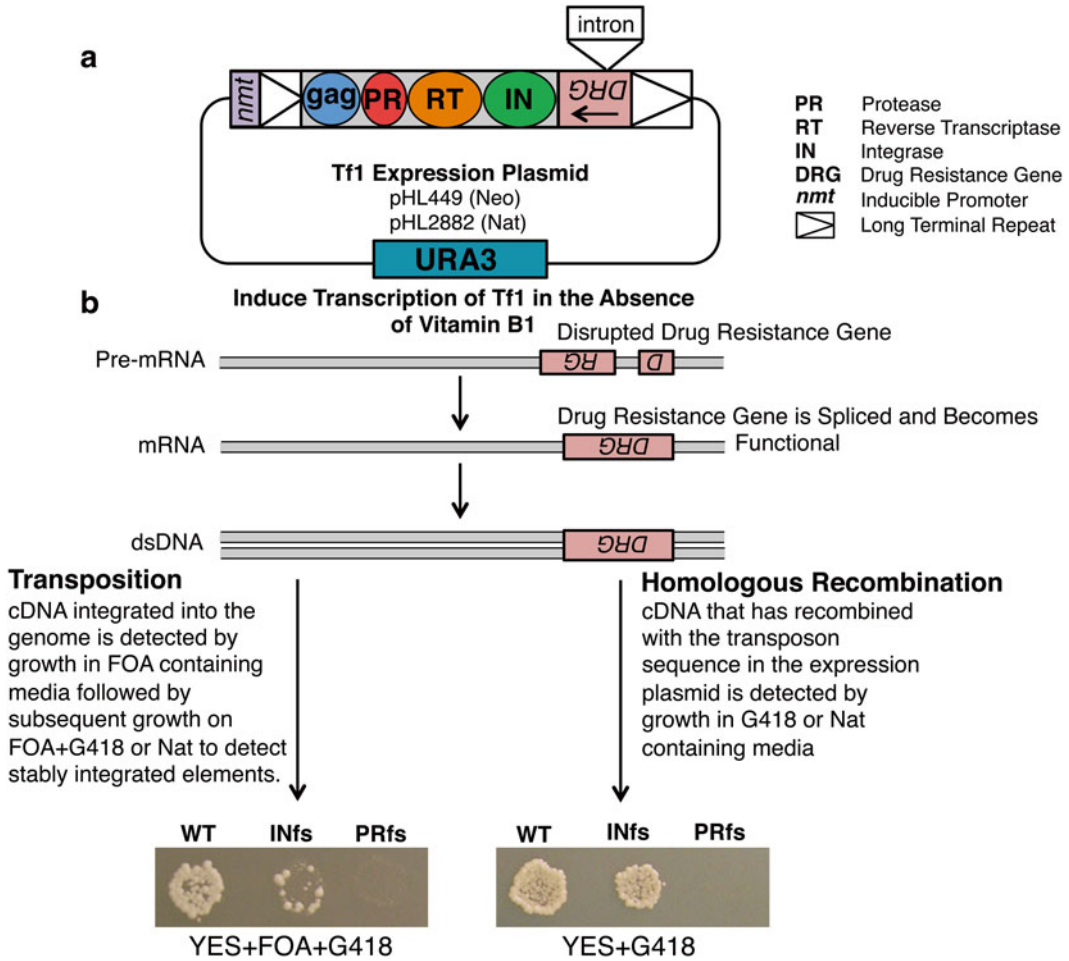 intron
a
nmt
gag
PR
RT
IN
DRG
Tf1 Expression Plasmid
pHL449 (Neo)
pHL2882 (Nat)
URA3
PR Protease
RT Reverse Transcriptase
IN Integrase
DRG Drug Resistance Gene
nmt Inducible Promoter
Long Terminal Repeat
b
Induce Transcription of Tf1 in the Absence
of Vitamin B1
Disrupted Drug Resistance Gene
Pre-mRNA
RG
D
Drug Resistance Gene is Spliced and Becomes
Functional
mRNA
DRG
dsDNA
DRG
Transposition
cDNA integrated into the
genome is detected by
growth in FOA containing
media followed by
subsequent growth on
FOA+G418 or Nat to detect
stably integrated elements.
Homologous Recombination
cDNA that has recombined
with the transposon
sequence in the expression
plasmid is detected by
growth in G418 or Nat
containing media
WT INfs PRfs
YES+FOA+G418
WT INfs PRfs
YES+G418